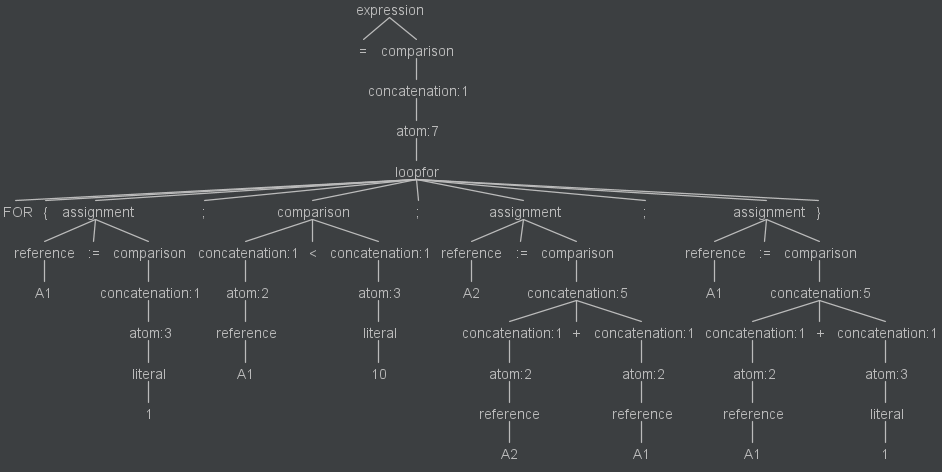 expression
= comparison
concatenation:1
atom:7
loopfor
FOR { assignment ; comparison ; assignment ; assignment }
reference := comparison concatenation:1 < concatenation:1 reference := comparison reference := comparison
A1 concatenation:1 atom:2 atom:3 A2 concatenation:5 A1 concatenation:5
atom:3 reference literal concatenation:1 + concatenation:1 concatenation:1 + concatenation:1
literal A1 10 atom:2 atom:2 atom:2 atom:3
1 reference reference reference literal
A2 A1 A1 1